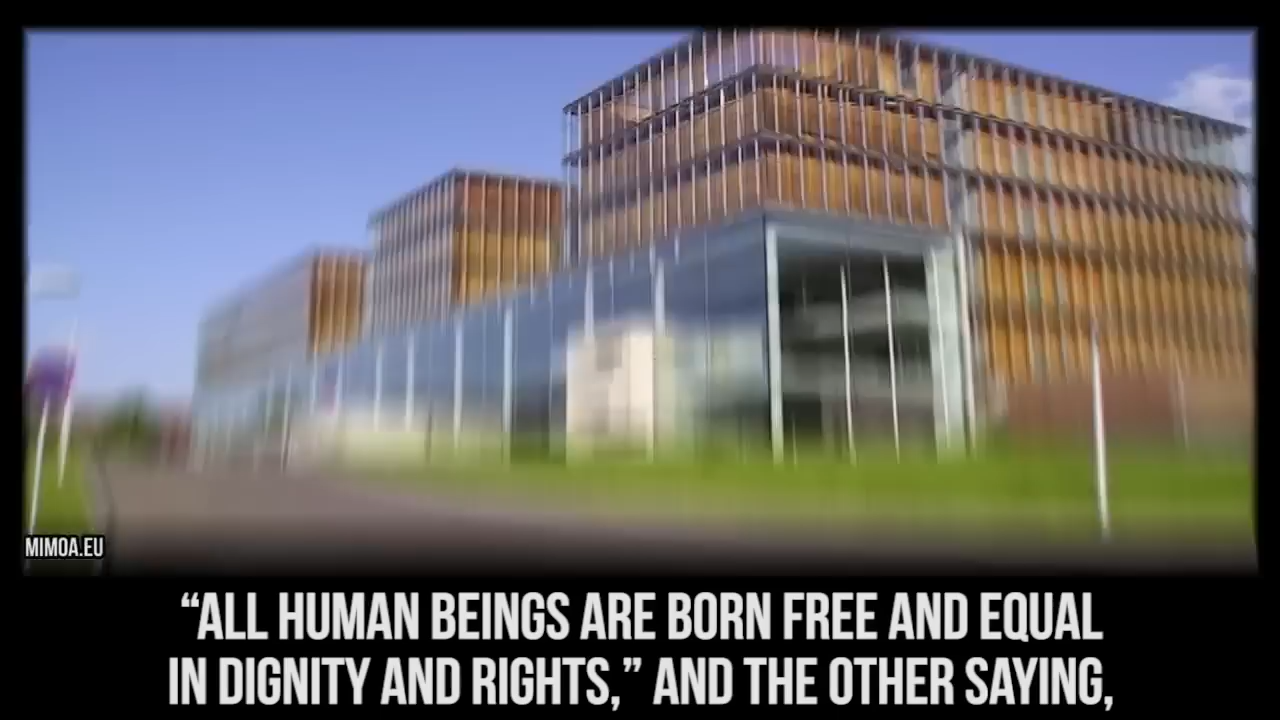 MIMOA.EU
“ALL HUMAN BEINGS ARE BORN FREE AND EQUAL
IN DIGNITY AND RIGHTS,” AND THE OTHER SAYING,